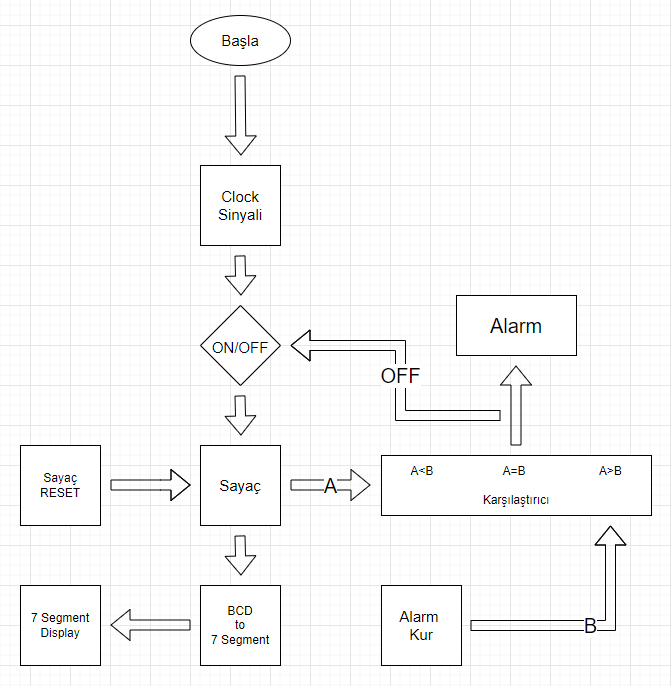 Başla
Clock
Sinyali
ON/OFF
Alarm
OFF
Sayaç
RESET
Sayaç
A
A<B
A=B
A>B
Karşılaştırıcı
7 Segment
Display
BCD
to
7 Segment
Alarm
Kur
B